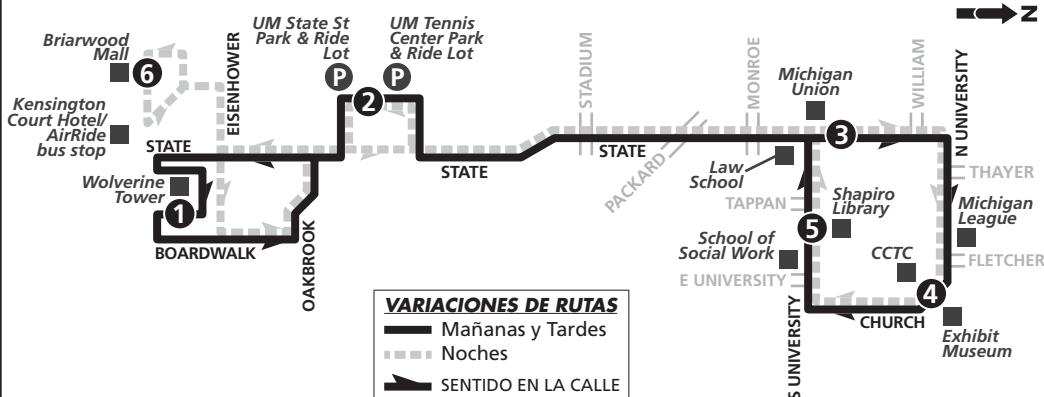 UM State St
Park & Ride
Lot
UM Tennis
Center Park
& Ride Lot
N
Briarwood
Mall
6
EISENHOWER
P
P
2
STADIUM
MONROE
Michigan
Union
WILLIAM
N UNIVERSITY
Kensington
Court Hotel/
AirRide
bus stop
STATE
STATE
STATE
3
PACKARD
Law
School
THAYER
Wolverine
Tower
1
TAPPAN
Shapiro
Library
Michigan
League
5
School of
Social Work
CCTC
FLETCHER
BOARDWALK
OAKBROOK
E UNIVERSITY
4
S UNIVERSITY
CHURCH
Exhibit
Museum
VARIACIONES DE RUTAS
Mañanas y Tardes
Noches
SENTIDO EN LA CALLE